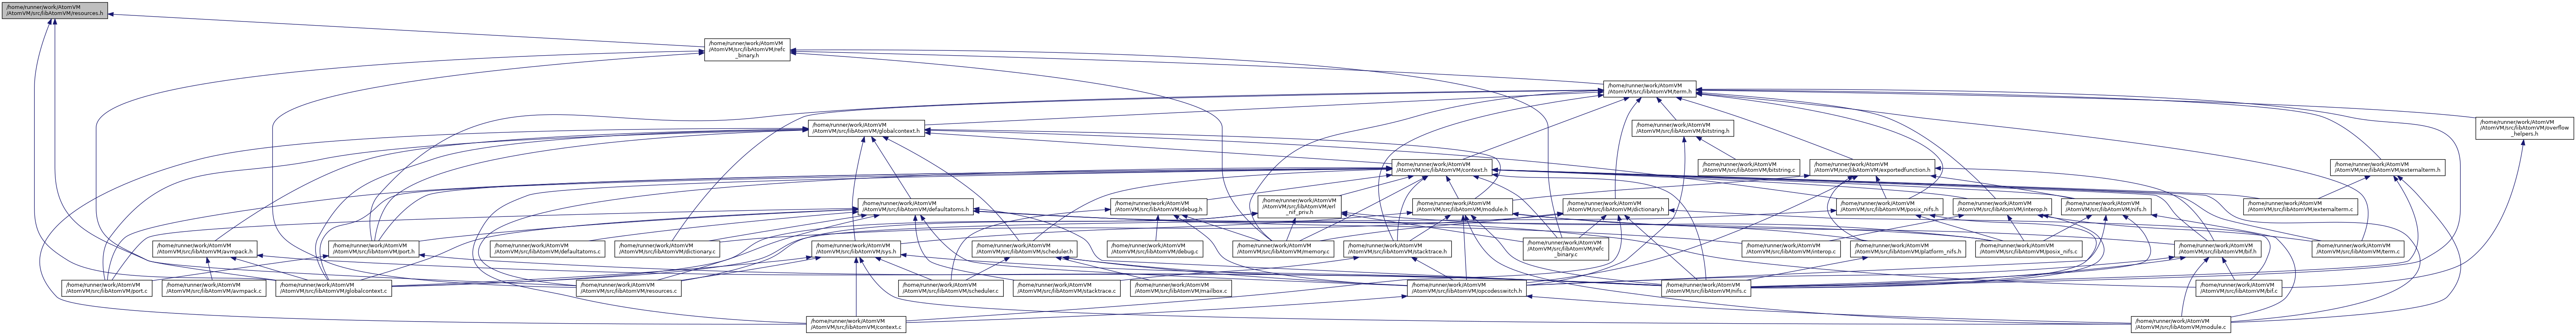 /home/runner/work/AtomVM
/AtomVM/src/libAtomVM/resources.h
/home/runner/work/AtomVM
/AtomVM/src/libAtomVM/refc
_binary.h
/home/runner/work/AtomVM
/AtomVM/src/libAtomVM/term.h
/home/runner/work/AtomVM
/AtomVM/src/libAtomVM/globalcontext.h
/home/runner/work/AtomVM
/AtomVM/src/libAtomVM/bitstring.h
/home/runner/work/AtomVM
/AtomVM/src/libAtomVM/overflow
_helpers.h
/home/runner/work/AtomVM
/AtomVM/src/libAtomVM/context.h
/home/runner/work/AtomVM
/AtomVM/src/libAtomVM/bitstring.c
/home/runner/work/AtomVM
/AtomVM/src/libAtomVM/exportedfunction.h
/home/runner/work/AtomVM
/AtomVM/src/libAtomVM/externalterm.h
/home/runner/work/AtomVM
/AtomVM/src/libAtomVM/defaultatoms.h
/home/runner/work/AtomVM
/AtomVM/src/libAtomVM/debug.h
/home/runner/work/AtomVM
/AtomVM/src/libAtomVM/erl
_nif_priv.h
/home/runner/work/AtomVM
/AtomVM/src/libAtomVM/module.h
/home/runner/work/AtomVM
/AtomVM/src/libAtomVM/dictionary.h
/home/runner/work/AtomVM
/AtomVM/src/libAtomVM/posix_nifs.h
/home/runner/work/AtomVM
/AtomVM/src/libAtomVM/interop.h
/home/runner/work/AtomVM
/AtomVM/src/libAtomVM/nifs.h
/home/runner/work/AtomVM
/AtomVM/src/libAtomVM/externalterm.c
/home/runner/work/AtomVM
/AtomVM/src/libAtomVM/avmpack.h
/home/runner/work/AtomVM
/AtomVM/src/libAtomVM/port.h
/home/runner/work/AtomVM
/AtomVM/src/libAtomVM/defaultatoms.c
/home/runner/work/AtomVM
/AtomVM/src/libAtomVM/dictionary.c
/home/runner/work/AtomVM
/AtomVM/src/libAtomVM/sys.h
/home/runner/work/AtomVM
/AtomVM/src/libAtomVM/scheduler.h
/home/runner/work/AtomVM
/AtomVM/src/libAtomVM/debug.c
/home/runner/work/AtomVM
/AtomVM/src/libAtomVM/memory.c
/home/runner/work/AtomVM
/AtomVM/src/libAtomVM/stacktrace.h
/home/runner/work/AtomVM
/AtomVM/src/libAtomVM/refc
_binary.c
/home/runner/work/AtomVM
/AtomVM/src/libAtomVM/interop.c
/home/runner/work/AtomVM
/AtomVM/src/libAtomVM/platform_nifs.h
/home/runner/work/AtomVM
/AtomVM/src/libAtomVM/posix_nifs.c
/home/runner/work/AtomVM
/AtomVM/src/libAtomVM/bif.h
/home/runner/work/AtomVM
/AtomVM/src/libAtomVM/term.c
/home/runner/work/AtomVM
/AtomVM/src/libAtomVM/port.c
/home/runner/work/AtomVM
/AtomVM/src/libAtomVM/avmpack.c
/home/runner/work/AtomVM
/AtomVM/src/libAtomVM/globalcontext.c
/home/runner/work/AtomVM
/AtomVM/src/libAtomVM/resources.c
/home/runner/work/AtomVM
/AtomVM/src/libAtomVM/scheduler.c
/home/runner/work/AtomVM
/AtomVM/src/libAtomVM/stacktrace.c
/home/runner/work/AtomVM
/AtomVM/src/libAtomVM/mailbox.c
/home/runner/work/AtomVM
/AtomVM/src/libAtomVM/opcodesswitch.h
/home/runner/work/AtomVM
/AtomVM/src/libAtomVM/nifs.c
/home/runner/work/AtomVM
/AtomVM/src/libAtomVM/bif.c
/home/runner/work/AtomVM
/AtomVM/src/libAtomVM/context.c
/home/runner/work/AtomVM
/AtomVM/src/libAtomVM/module.c